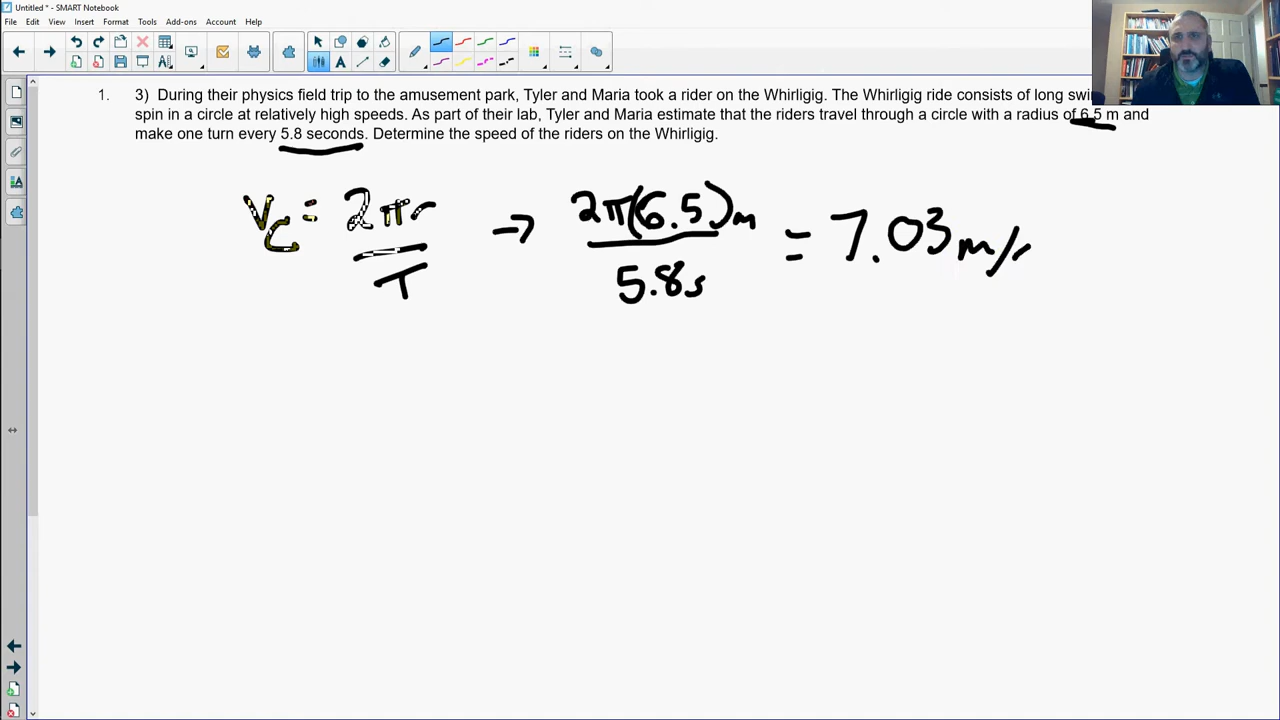 Untitled * - SMART Notebook
File Edit View Insert Format Tools Add-ons Account Help
1. 3) During their physics field trip to the amusement park, Tyler and Maria took a rider on the Whirligig. The Whirligig ride consists of long
spin in a circle at relatively high speeds. As part of their lab, Tyler and Maria estimate that the riders travel through a circle with a radius of 6.5 m and
make one turn every 5.8 seconds. Determine the speed of the riders on the Whirligig.
Vc = 2πr / T → 2π(6.5)m / 5.8s = 7.03 m/